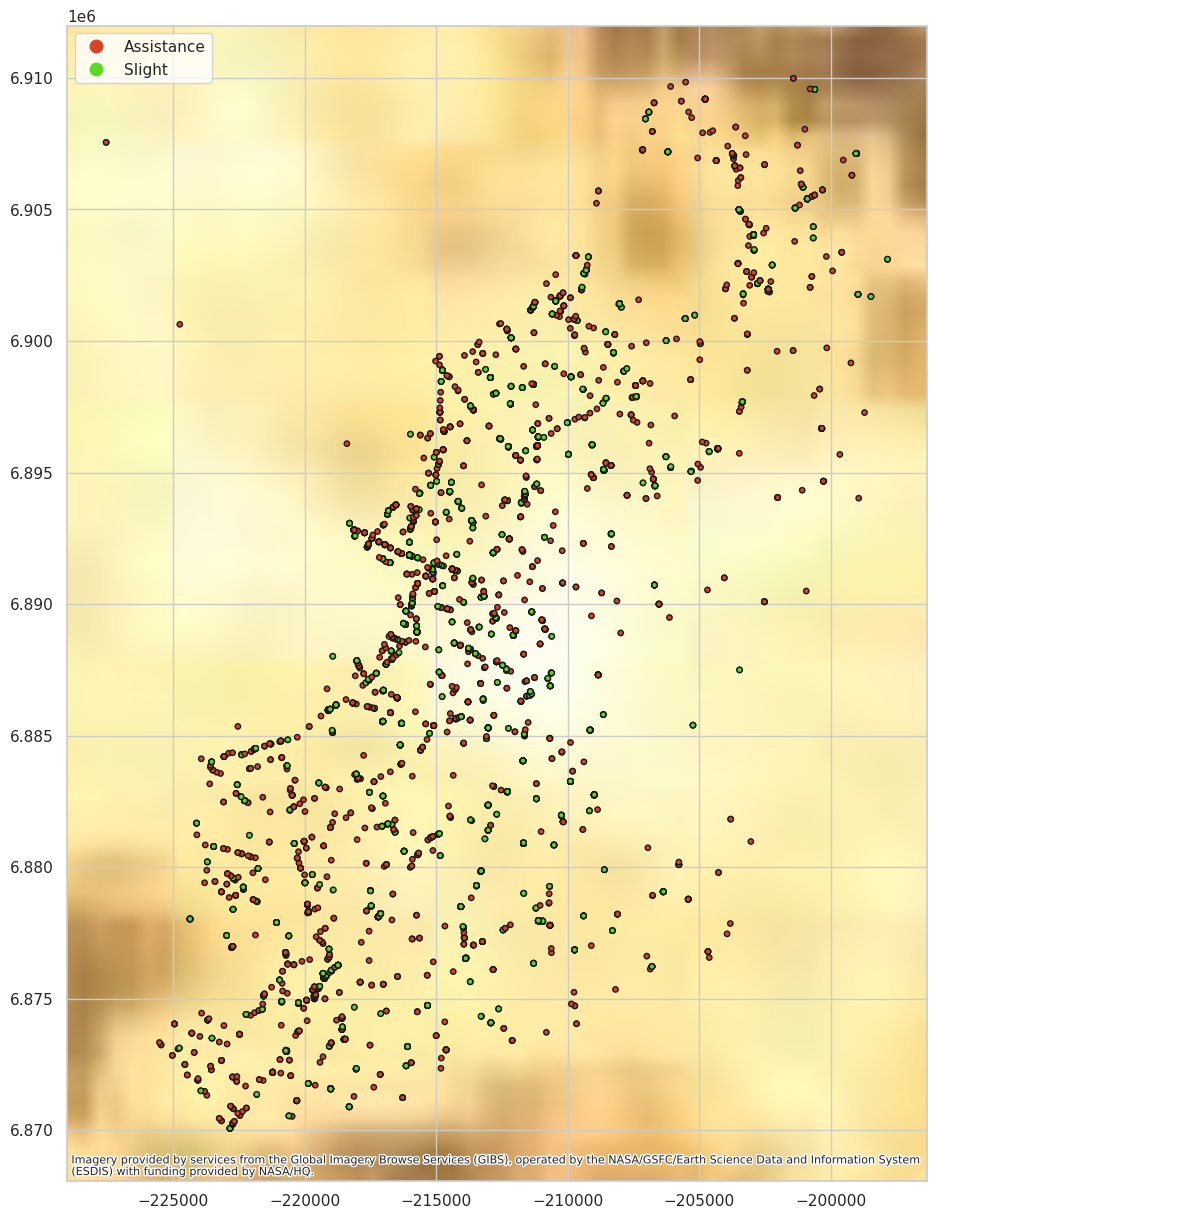 1e6
Assistance
Slight
6.910
6.905
6.900
6.895
6.890
6.885
6.880
6.875
6.870
Imagery provided by services from the Global Imagery Browse Services (GIBS), operated by the NASA/GSFC/Earth Science Data and Information System
(ESDIS) with funding provided by NASA/HQ.
−225000 −220000 −215000 −210000 −205000 −200000